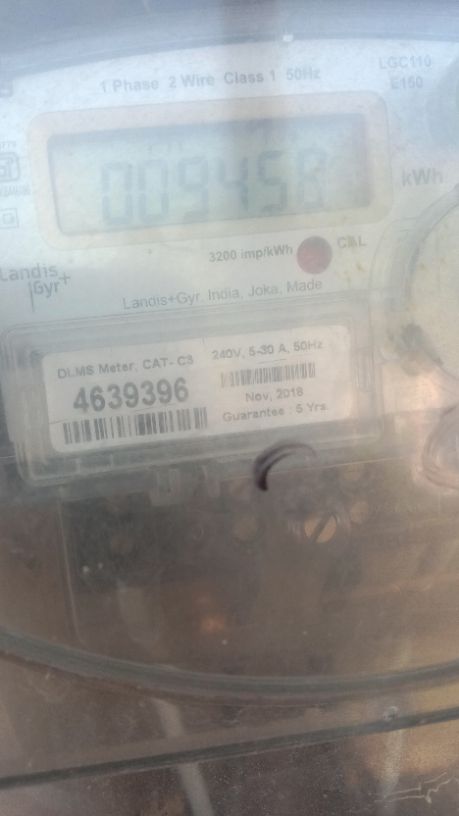 1 Phase 2 Wire Class 1 50Hz
LGC110
E150
009458
kWh
3200 imp/kWh
CAL
Landis
Gyr+
Landis+Gyr, India, Joka, Made
DLMS Meter, CAT- C3
240V, 5-30 A, 50Hz
4639396
Nov, 2018
Guarantee : 5 Yrs.